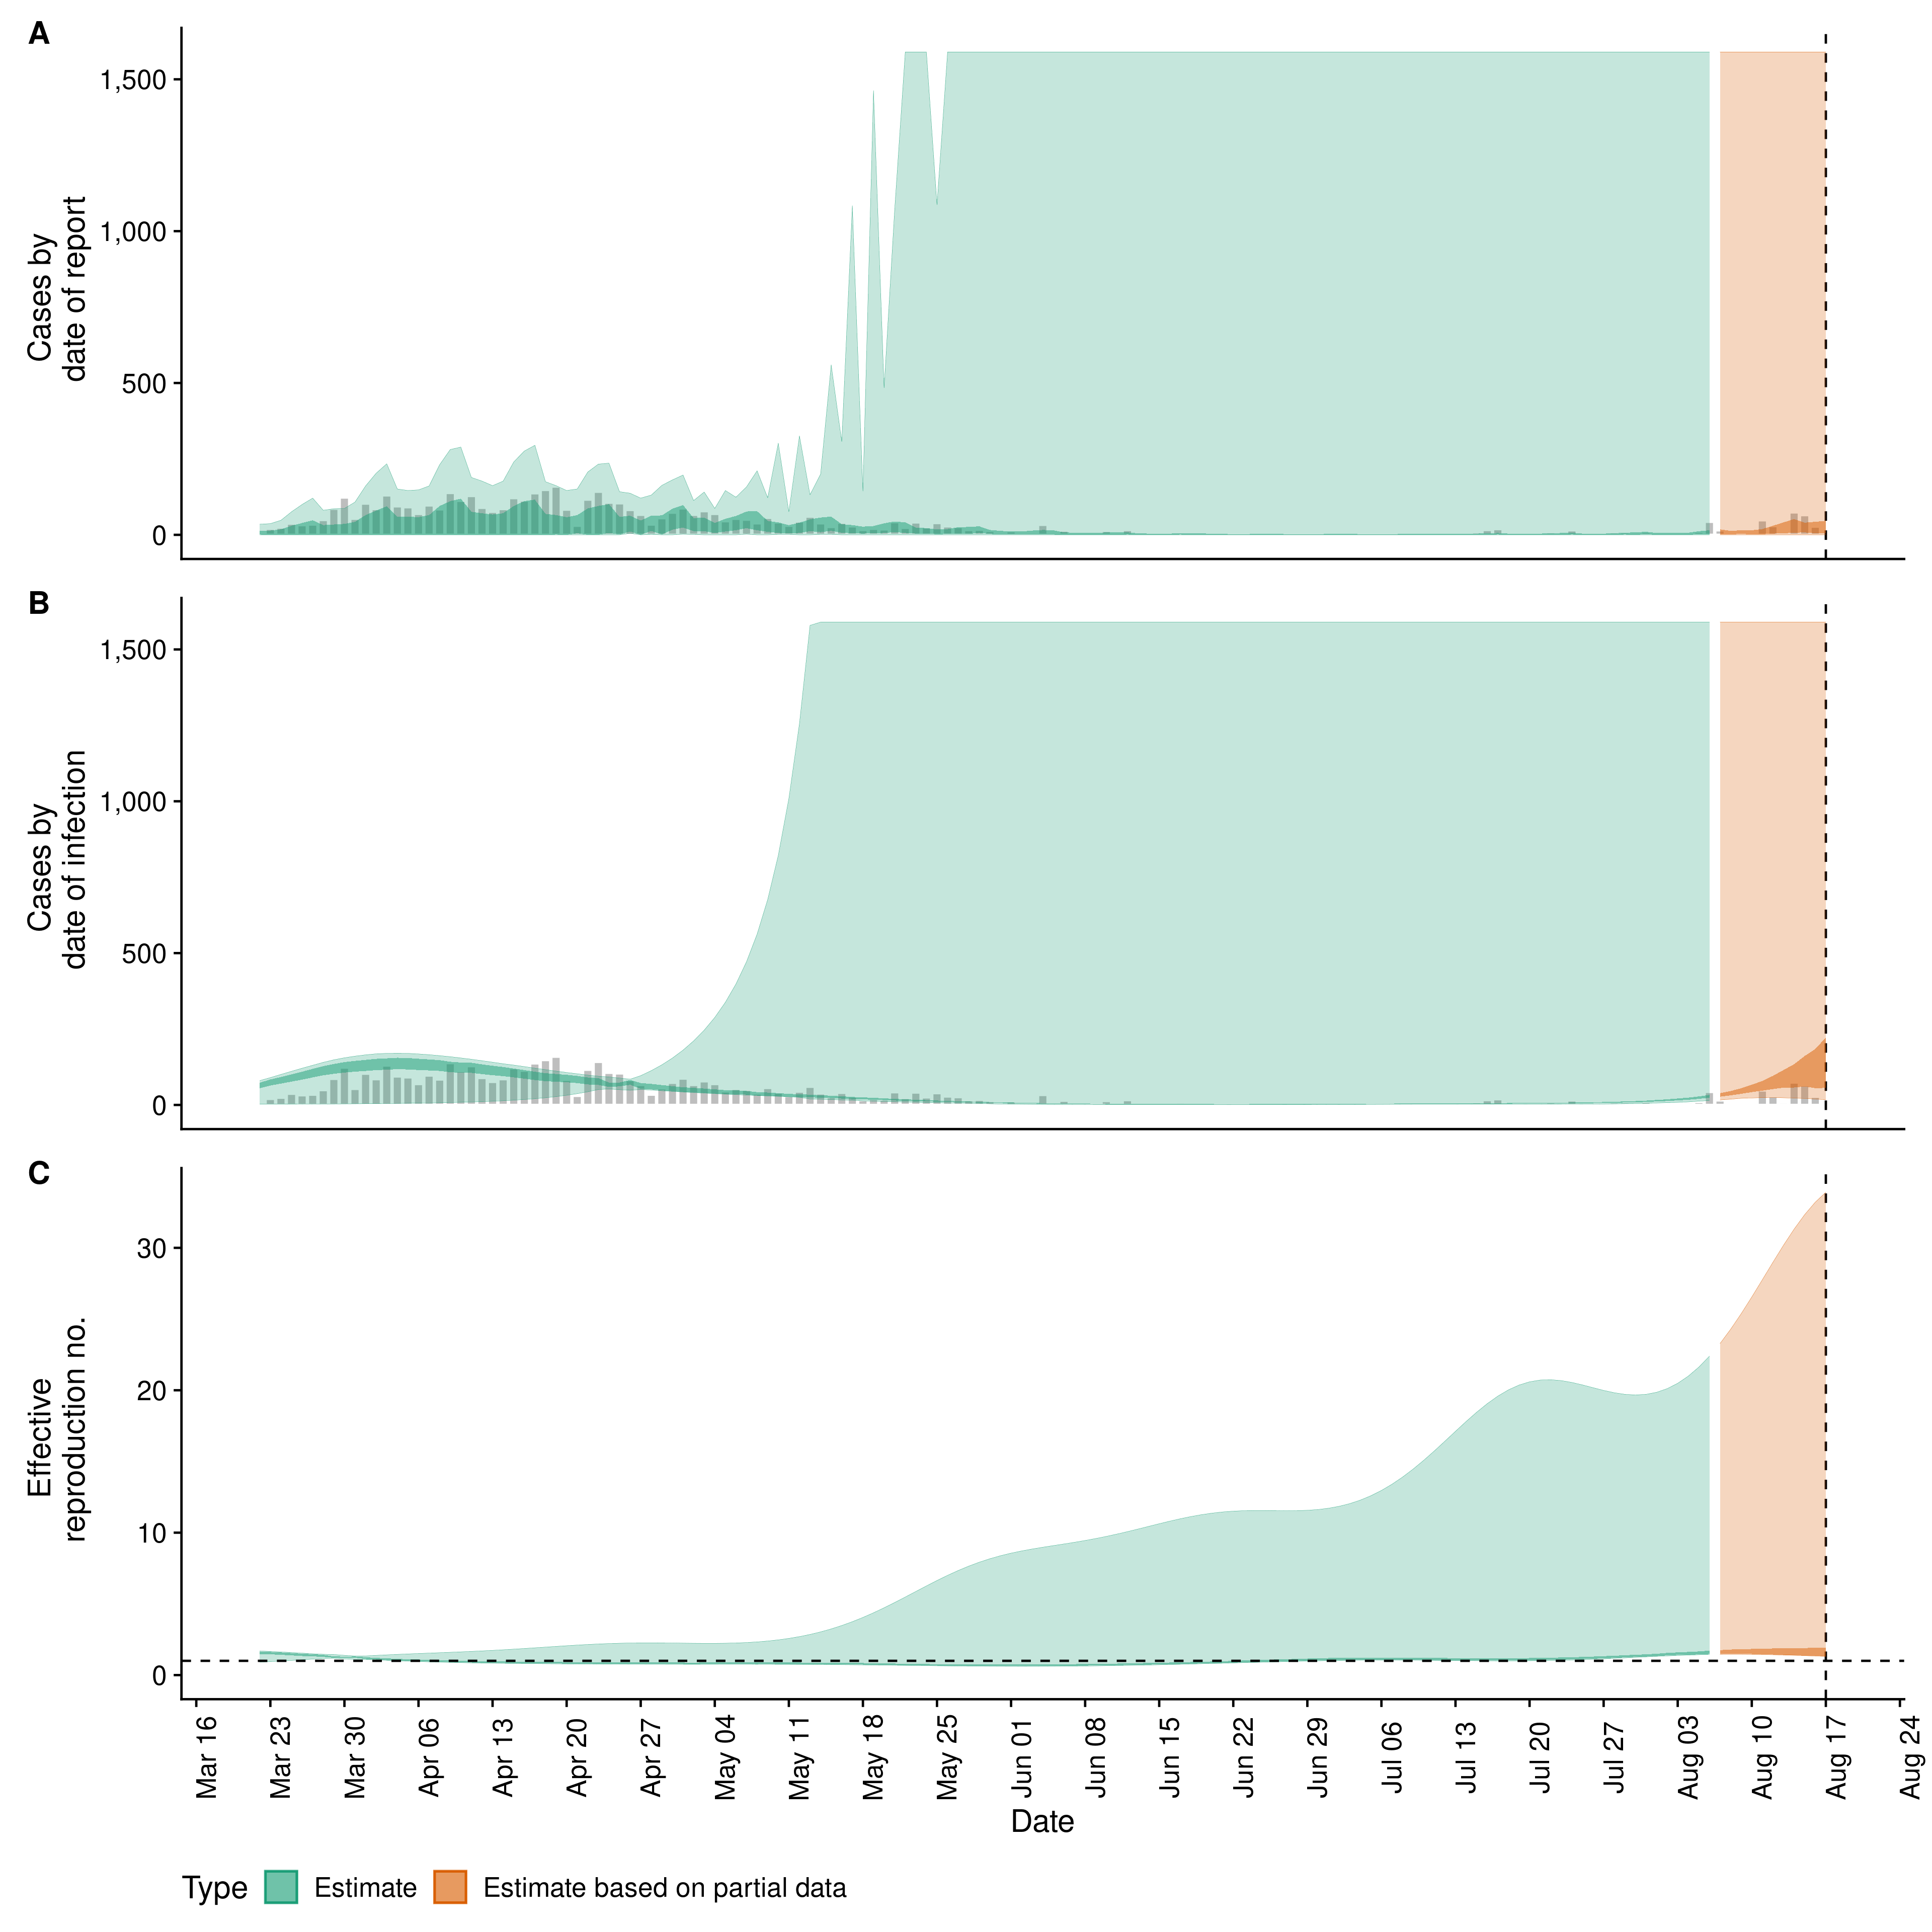 A
Cases by
date of report
1,500
1,000
500
0
B
Cases by
date of infection
1,500
1,000
500
0
C
Effective
reproduction no.
30
20
10
0
Mar 16
Mar 23
Mar 30
Apr 06
Apr 13
Apr 20
Apr 27
May 04
May 11
May 18
May 25
Jun 01
Jun 08
Jun 15
Jun 22
Jun 29
Jul 06
Jul 13
Jul 20
Jul 27
Aug 03
Aug 10
Aug 17
Aug 24
Date
Type Estimate Estimate based on partial data